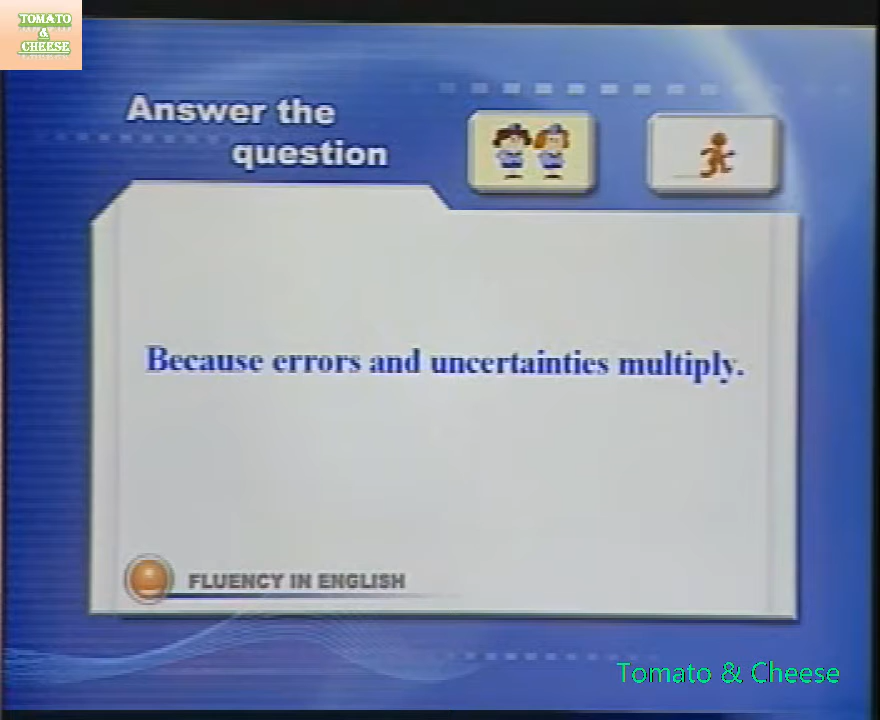 TOMATO
&
CHEESE
Answer the
question
Because errors and uncertainties multiply.
FLUENCY IN ENGLISH
Tomato & Cheese